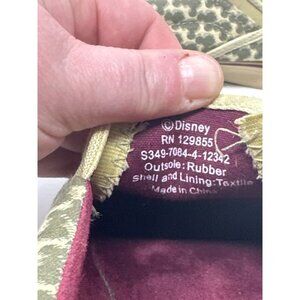 ©Disney
RN 129855
S349-7084-4-12342
Outsole: Rubber
Shell and Lining: Textile
Made in China